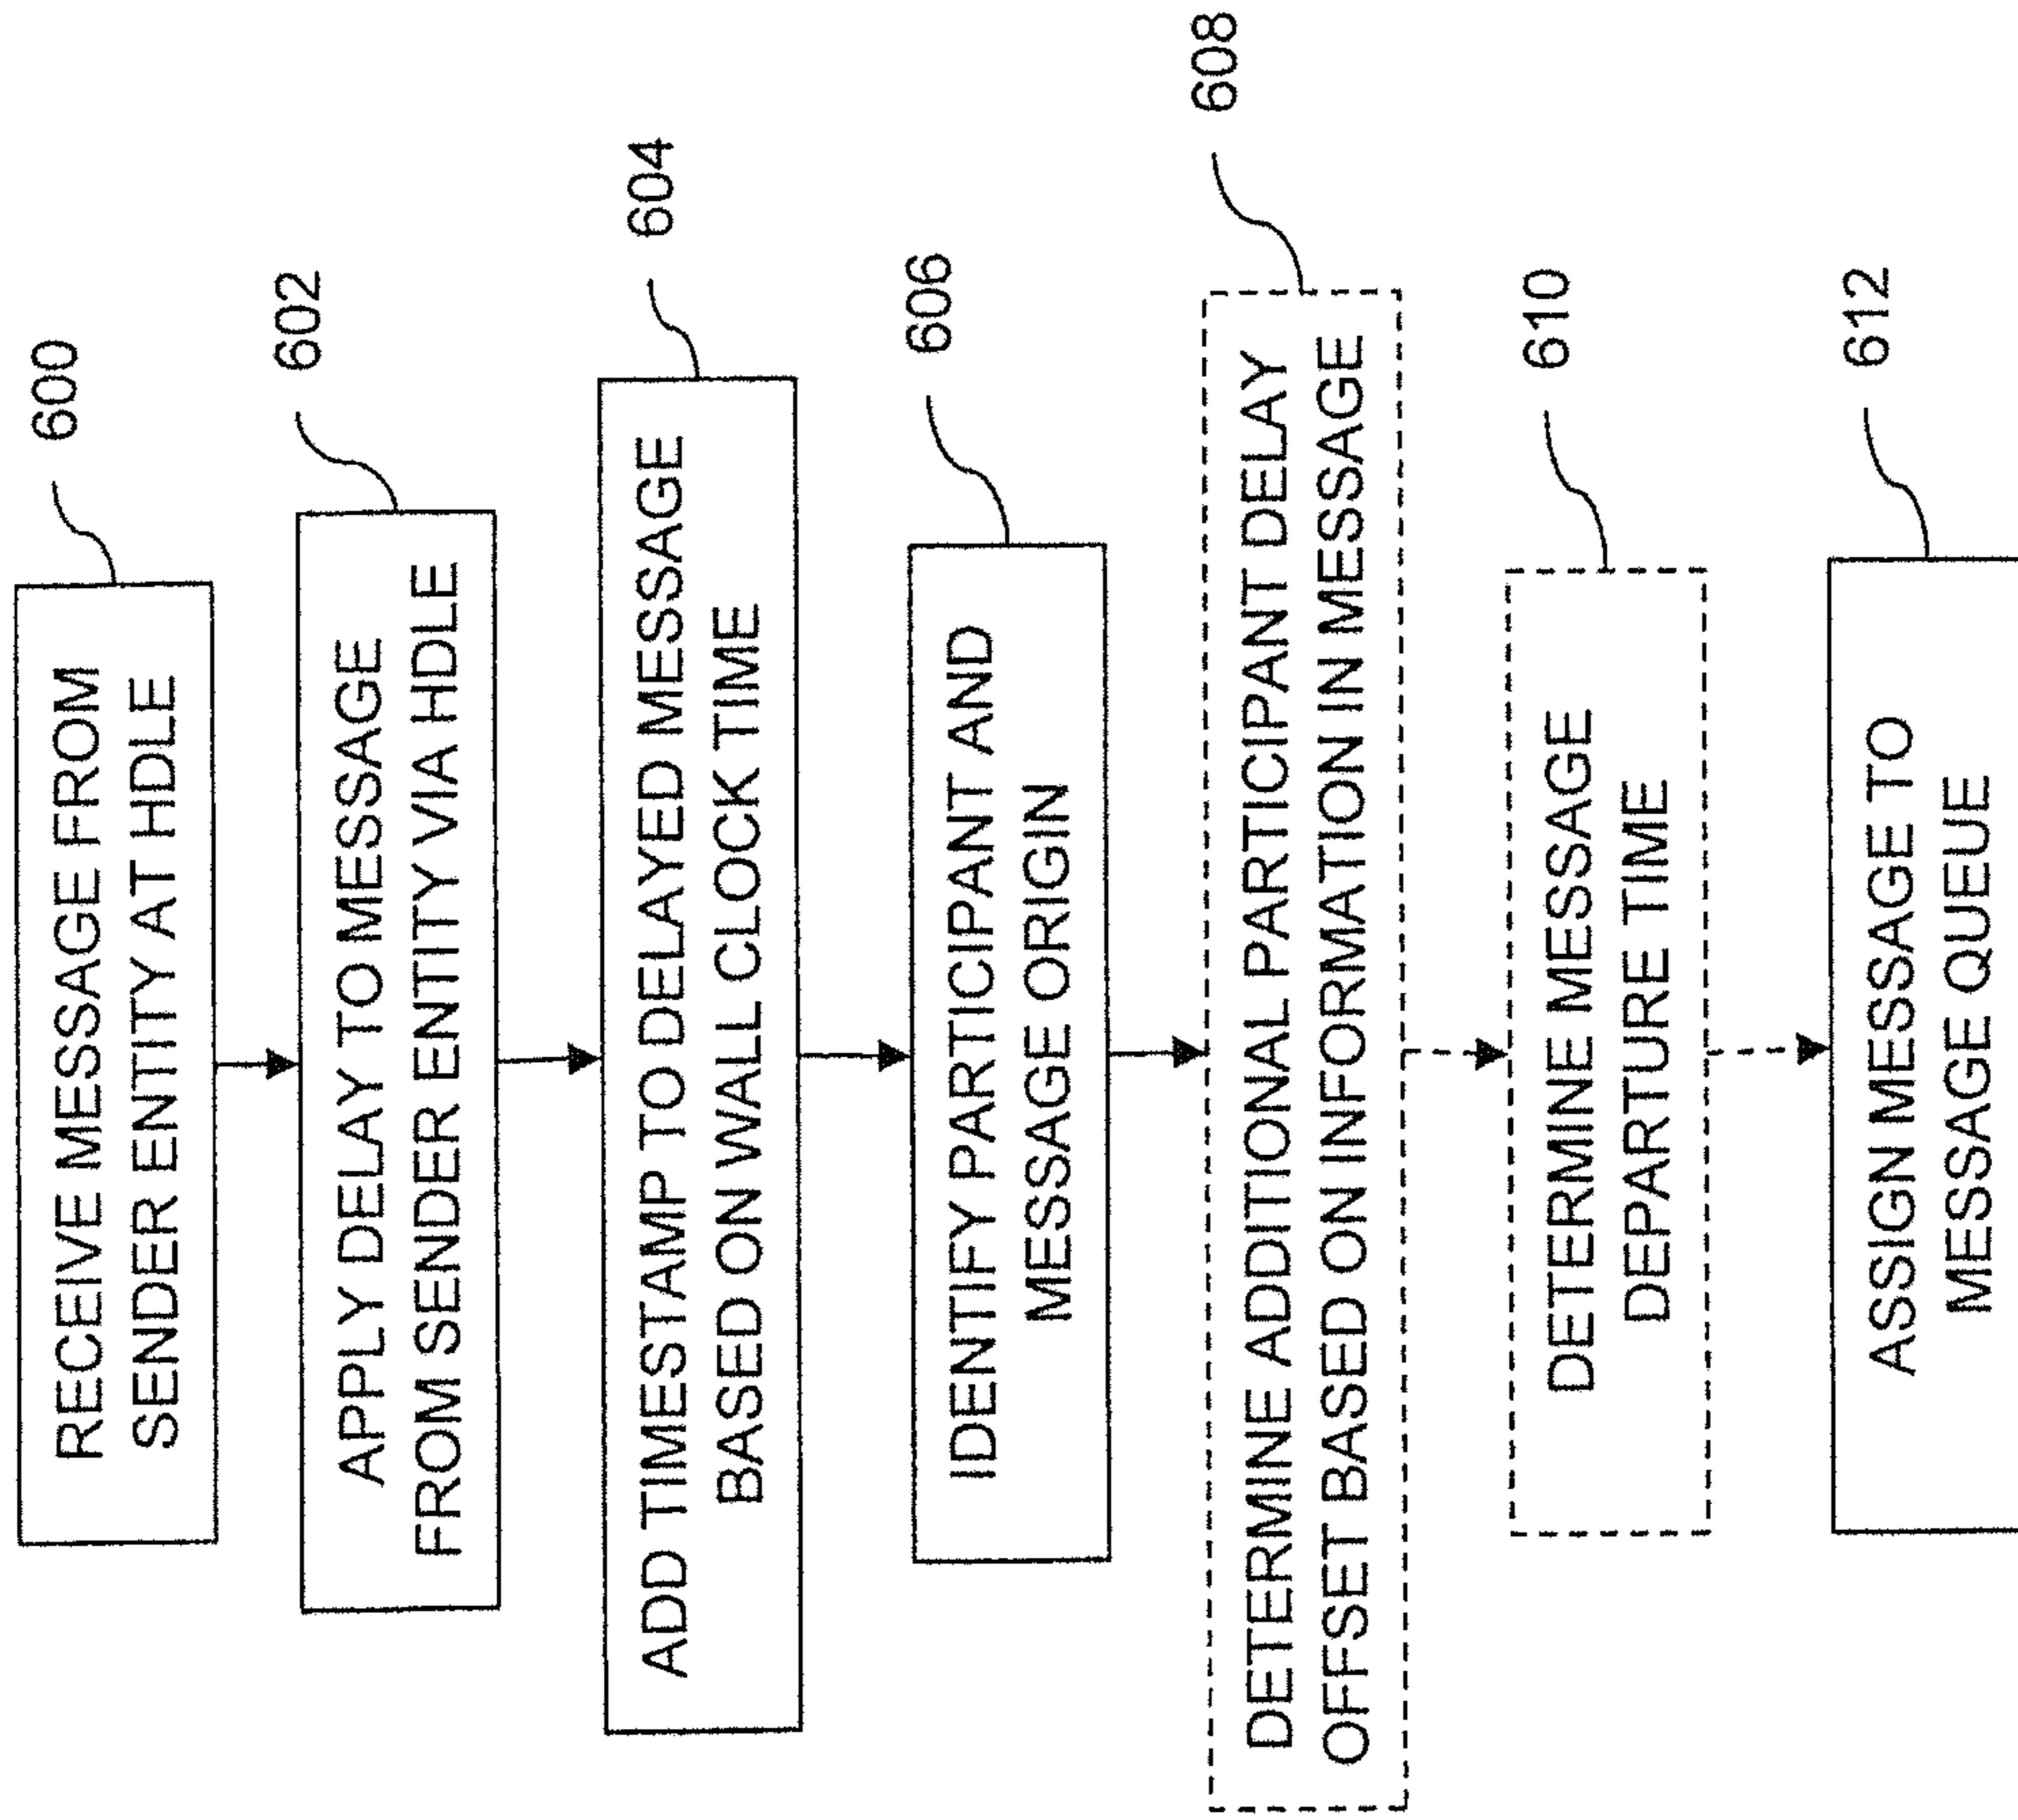 600
RECEIVE MESSAGE FROM
SENDER ENTITY AT HDLE
602
APPLY DELAY TO MESSAGE
FROM SENDER ENTITY VIA HDLE
604
ADD TIMESTAMP TO DELAYED MESSAGE
BASED ON WALL CLOCK TIME
606
IDENTIFY PARTICIPANT AND
MESSAGE ORIGIN
608
DETERMINE ADDITIONAL PARTICIPANT DELAY
OFFSET BASED ON INFORMATION IN MESSAGE
610
DETERMINE MESSAGE
DEPARTURE TIME
612
ASSIGN MESSAGE TO
MESSAGE QUEUE